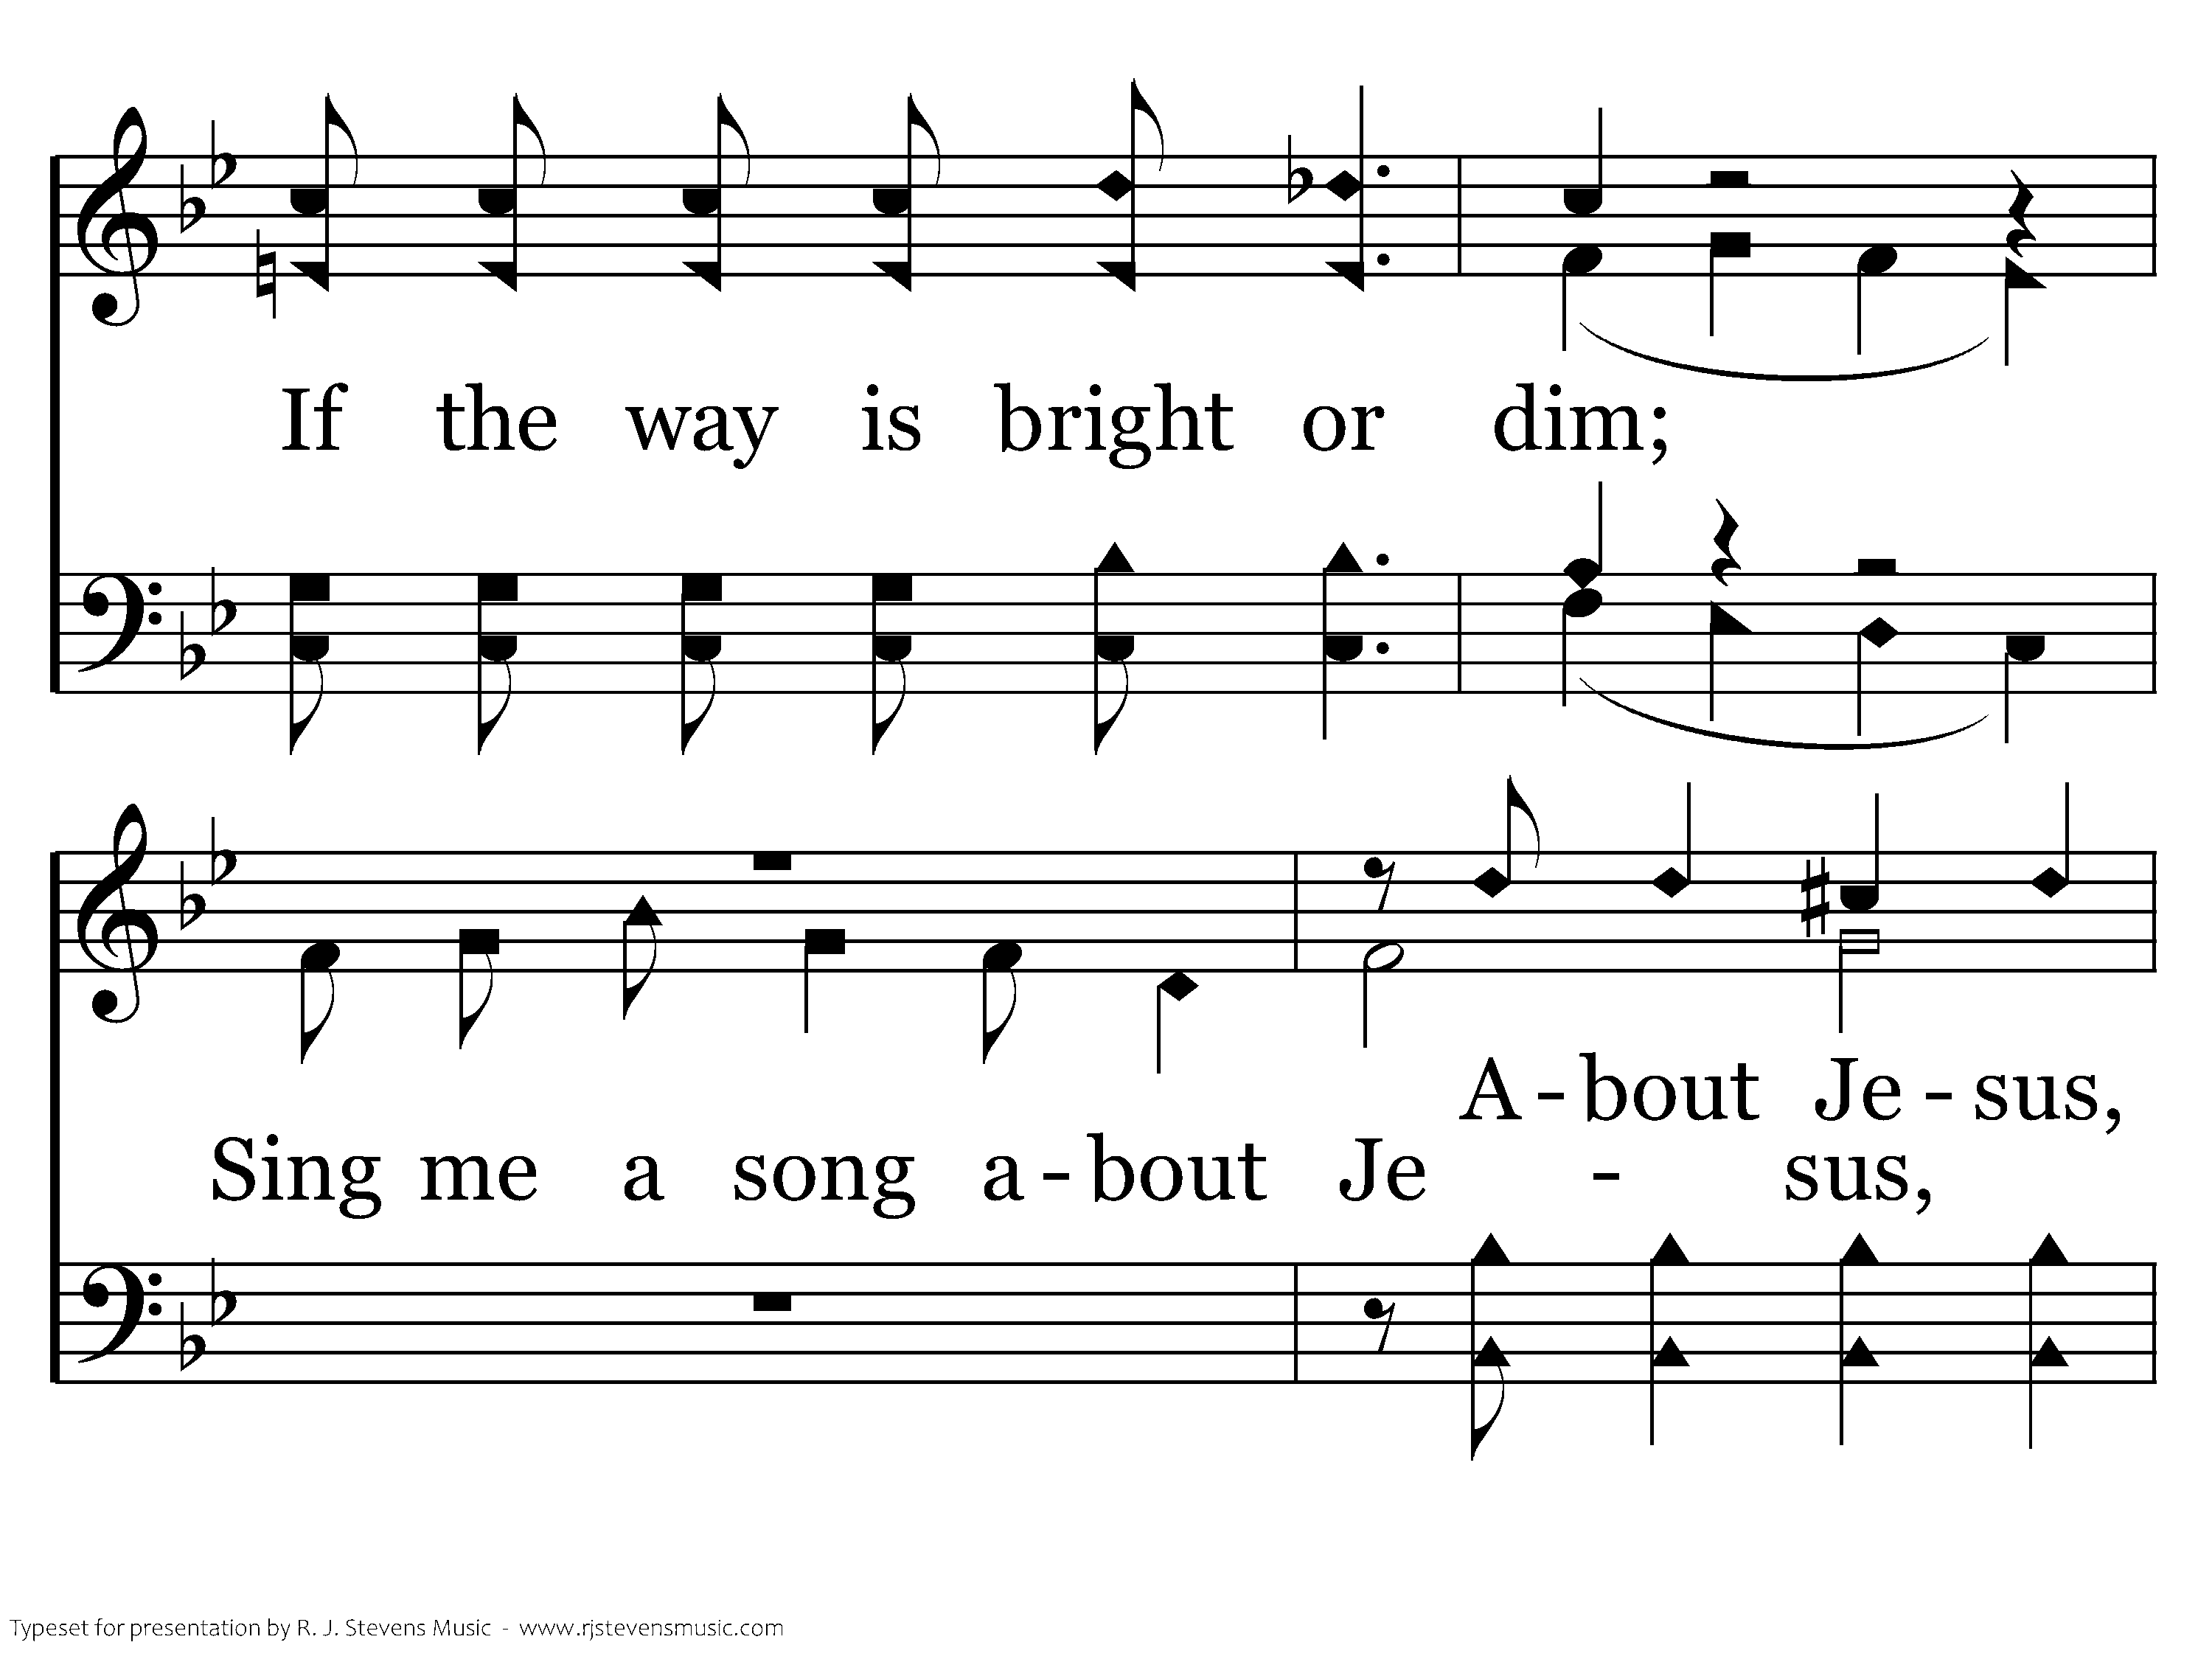 If the way is bright or dim;
A - bout Je - sus,
Sing me a song a - bout Je - sus,
Typeset for presentation by R. J. Stevens Music - www.rjstevensmusic.com